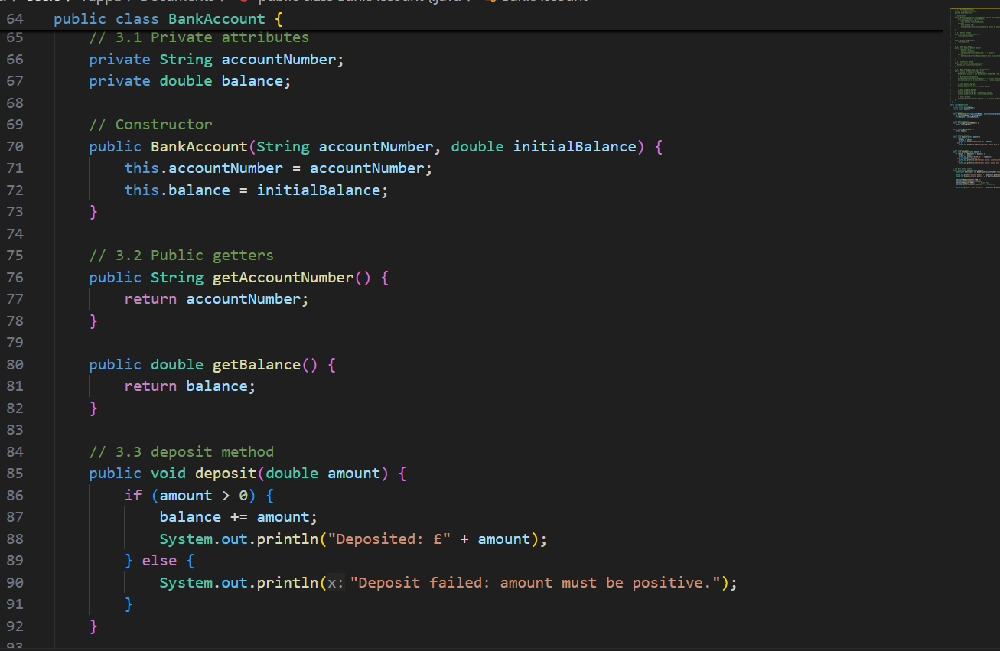 64 public class BankAccount {
65 // 3.1 Private attributes
66 private String accountNumber;
67 private double balance;
68
69 // Constructor
70 public BankAccount(String accountNumber, double initialBalance) {
71 this.accountNumber = accountNumber;
72 this.balance = initialBalance;
73 }
74
75 // 3.2 Public getters
76 public String getAccountNumber() {
77 return accountNumber;
78 }
79
80 public double getBalance() {
81 return balance;
82 }
83
84 // 3.3 deposit method
85 public void deposit(double amount) {
86 if (amount > 0) {
87 balance += amount;
88 System.out.println("Deposited: £" + amount);
89 } else {
90 System.out.println(x: "Deposit failed: amount must be positive.");
91 }
92 }
93